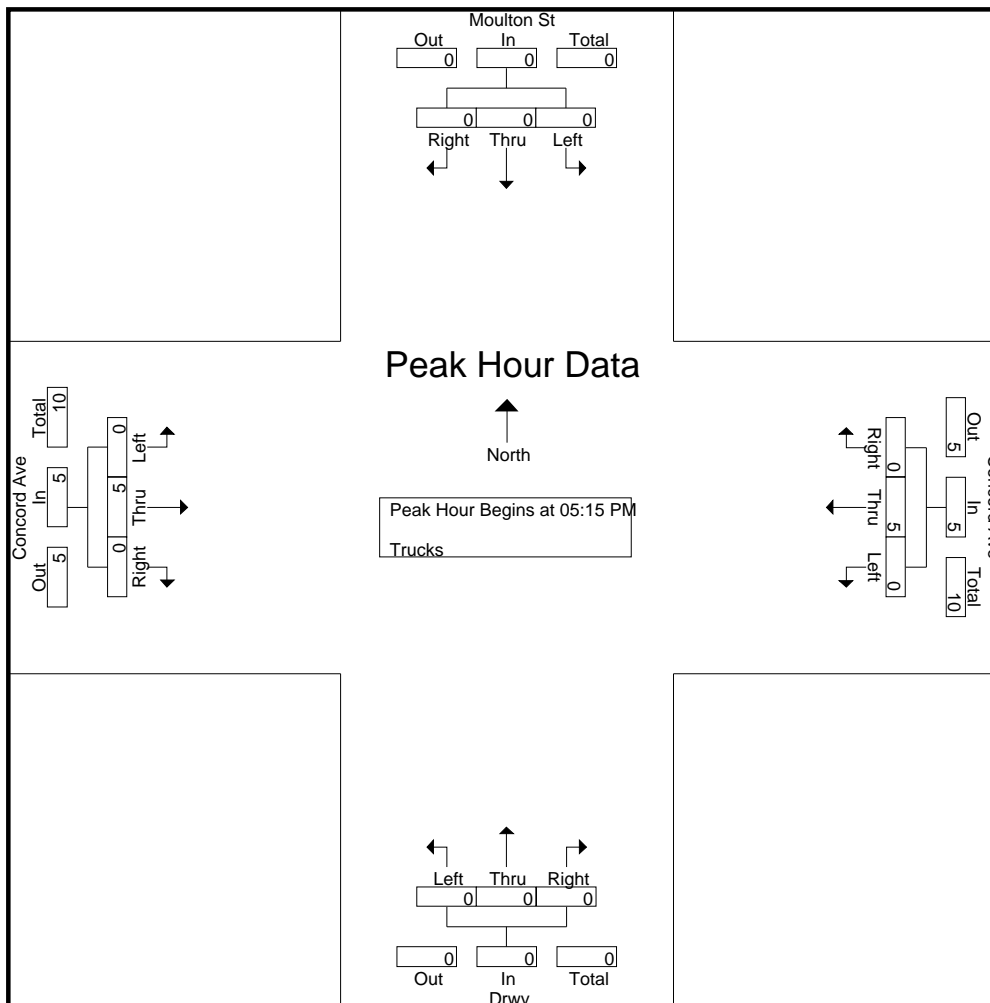 Moulton St
Out In Total
0 0 0
0 0 0
Right Thru Left
Peak Hour Data
North
Peak Hour Begins at 05:15 PM
Trucks
Concord Ave
Total In Out
10 5 5
0 5 0
Left Thru Right
Right Thru Left
0 5 0
5 5 10
Out In Total
Left Thru Right
0 0 0
0 0 0
Out In Total
Drwy